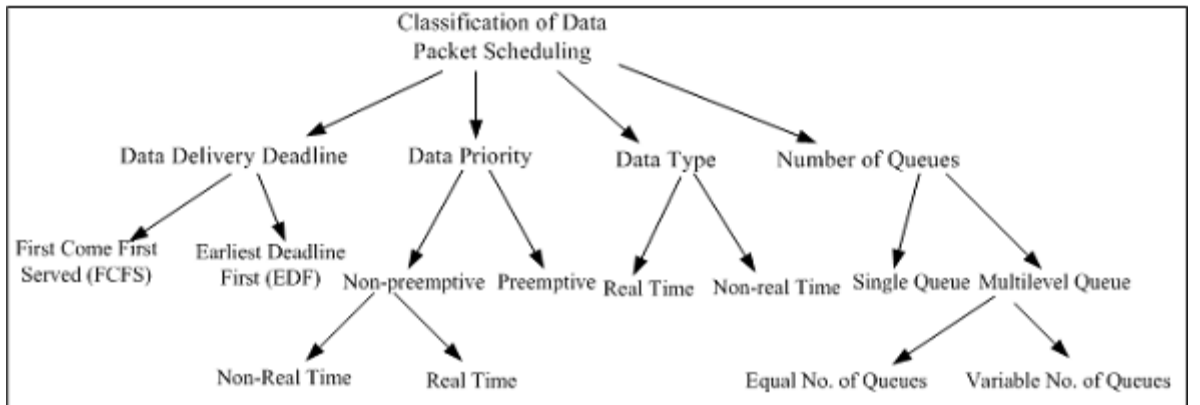 Classification of Data
Packet Scheduling
Data Delivery Deadline
Data Priority
Data Type
Number of Queues
First Come First
Served (FCFS)
Earliest Deadline
First (EDF)
Non-preemptive
Preemptive
Real Time
Non-real Time
Single Queue
Multilevel Queue
Non-Real Time
Real Time
Equal No. of Queues
Variable No. of Queues